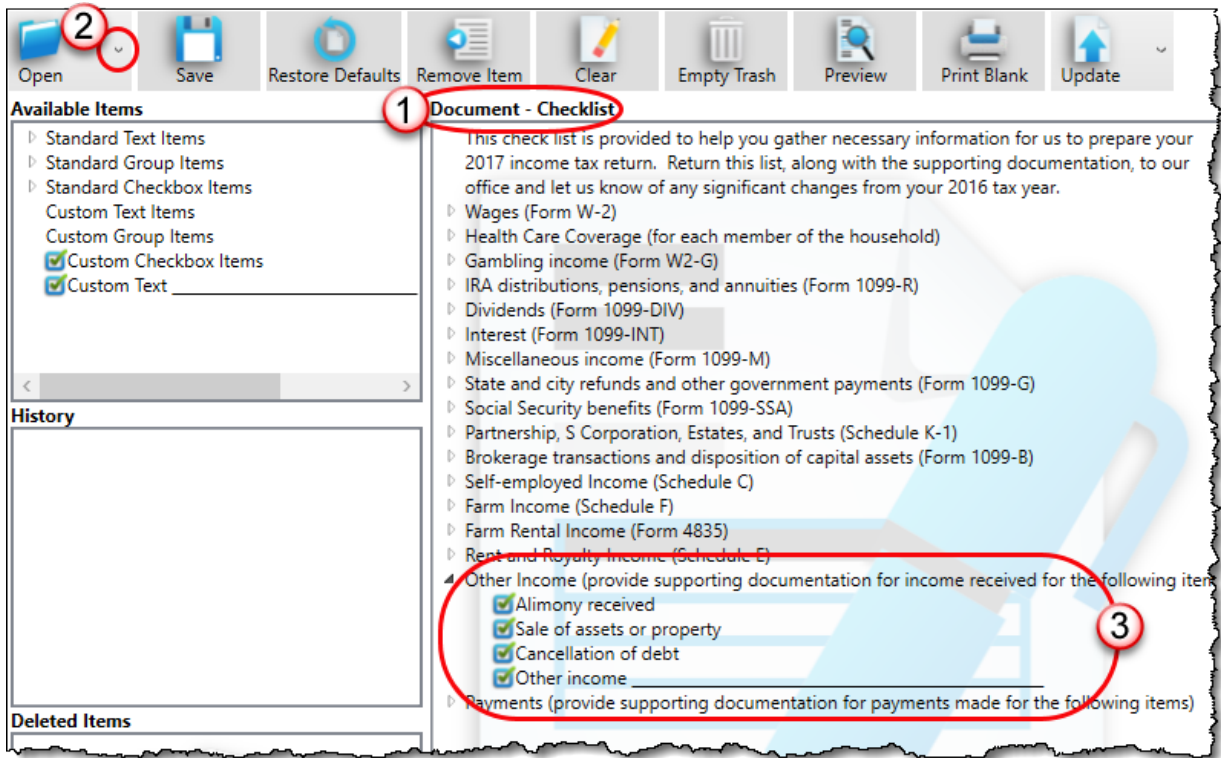 2
Open
Save
Restore Defaults
Remove Item
Clear
Empty Trash
Preview
Print Blank
Update
Available Items
Standard Text Items
Standard Group Items
Standard Checkbox Items
Custom Text Items
Custom Group Items
Custom Checkbox Items
Custom Text
History
Deleted Items
1
Document - Checklist
This check list is provided to help you gather necessary information for us to prepare your
2017 income tax return. Return this list, along with the supporting documentation, to our
office and let us know of any significant changes from your 2016 tax year.
Wages (Form W-2)
Health Care Coverage (for each member of the household)
Gambling income (Form W2-G)
IRA distributions, pensions, and annuities (Form 1099-R)
Dividends (Form 1099-DIV)
Interest (Form 1099-INT)
Miscellaneous income (Form 1099-M)
State and city refunds and other government payments (Form 1099-G)
Social Security benefits (Form 1099-SSA)
Partnership, S Corporation, Estates, and Trusts (Schedule K-1)
Brokerage transactions and disposition of capital assets (Form 1099-B)
Self-employed Income (Schedule C)
Farm Income (Schedule F)
Farm Rental Income (Form 4835)
Rent and Royalty Income (Schedule E)
Other Income (provide supporting documentation for income received for the following item
Alimony received
Sale of assets or property
Cancellation of debt
Other income
3
Payments (provide supporting documentation for payments made for the following items)